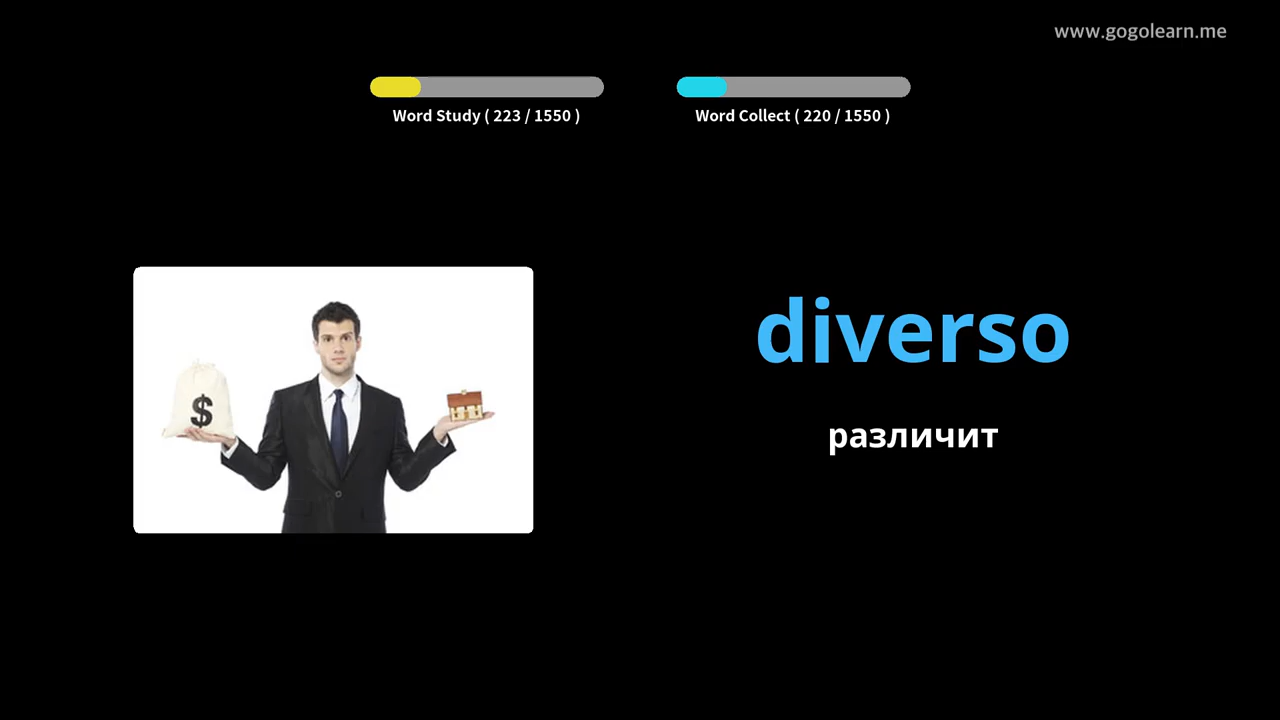 www.gogolearn.me
Word Study ( 223 / 1550 )
Word Collect ( 220 / 1550 )
$
diverso
различит